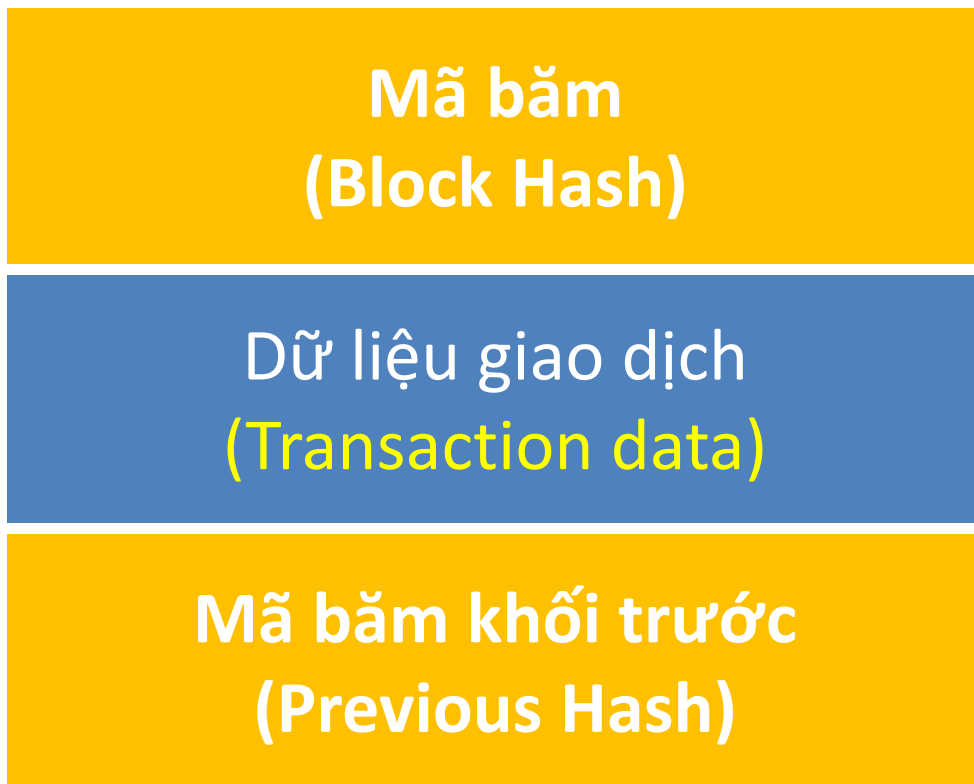 Mã băm
(Block Hash)
Dữ liệu giao dịch
(Transaction data)
Mã băm khối trước
(Previous Hash)